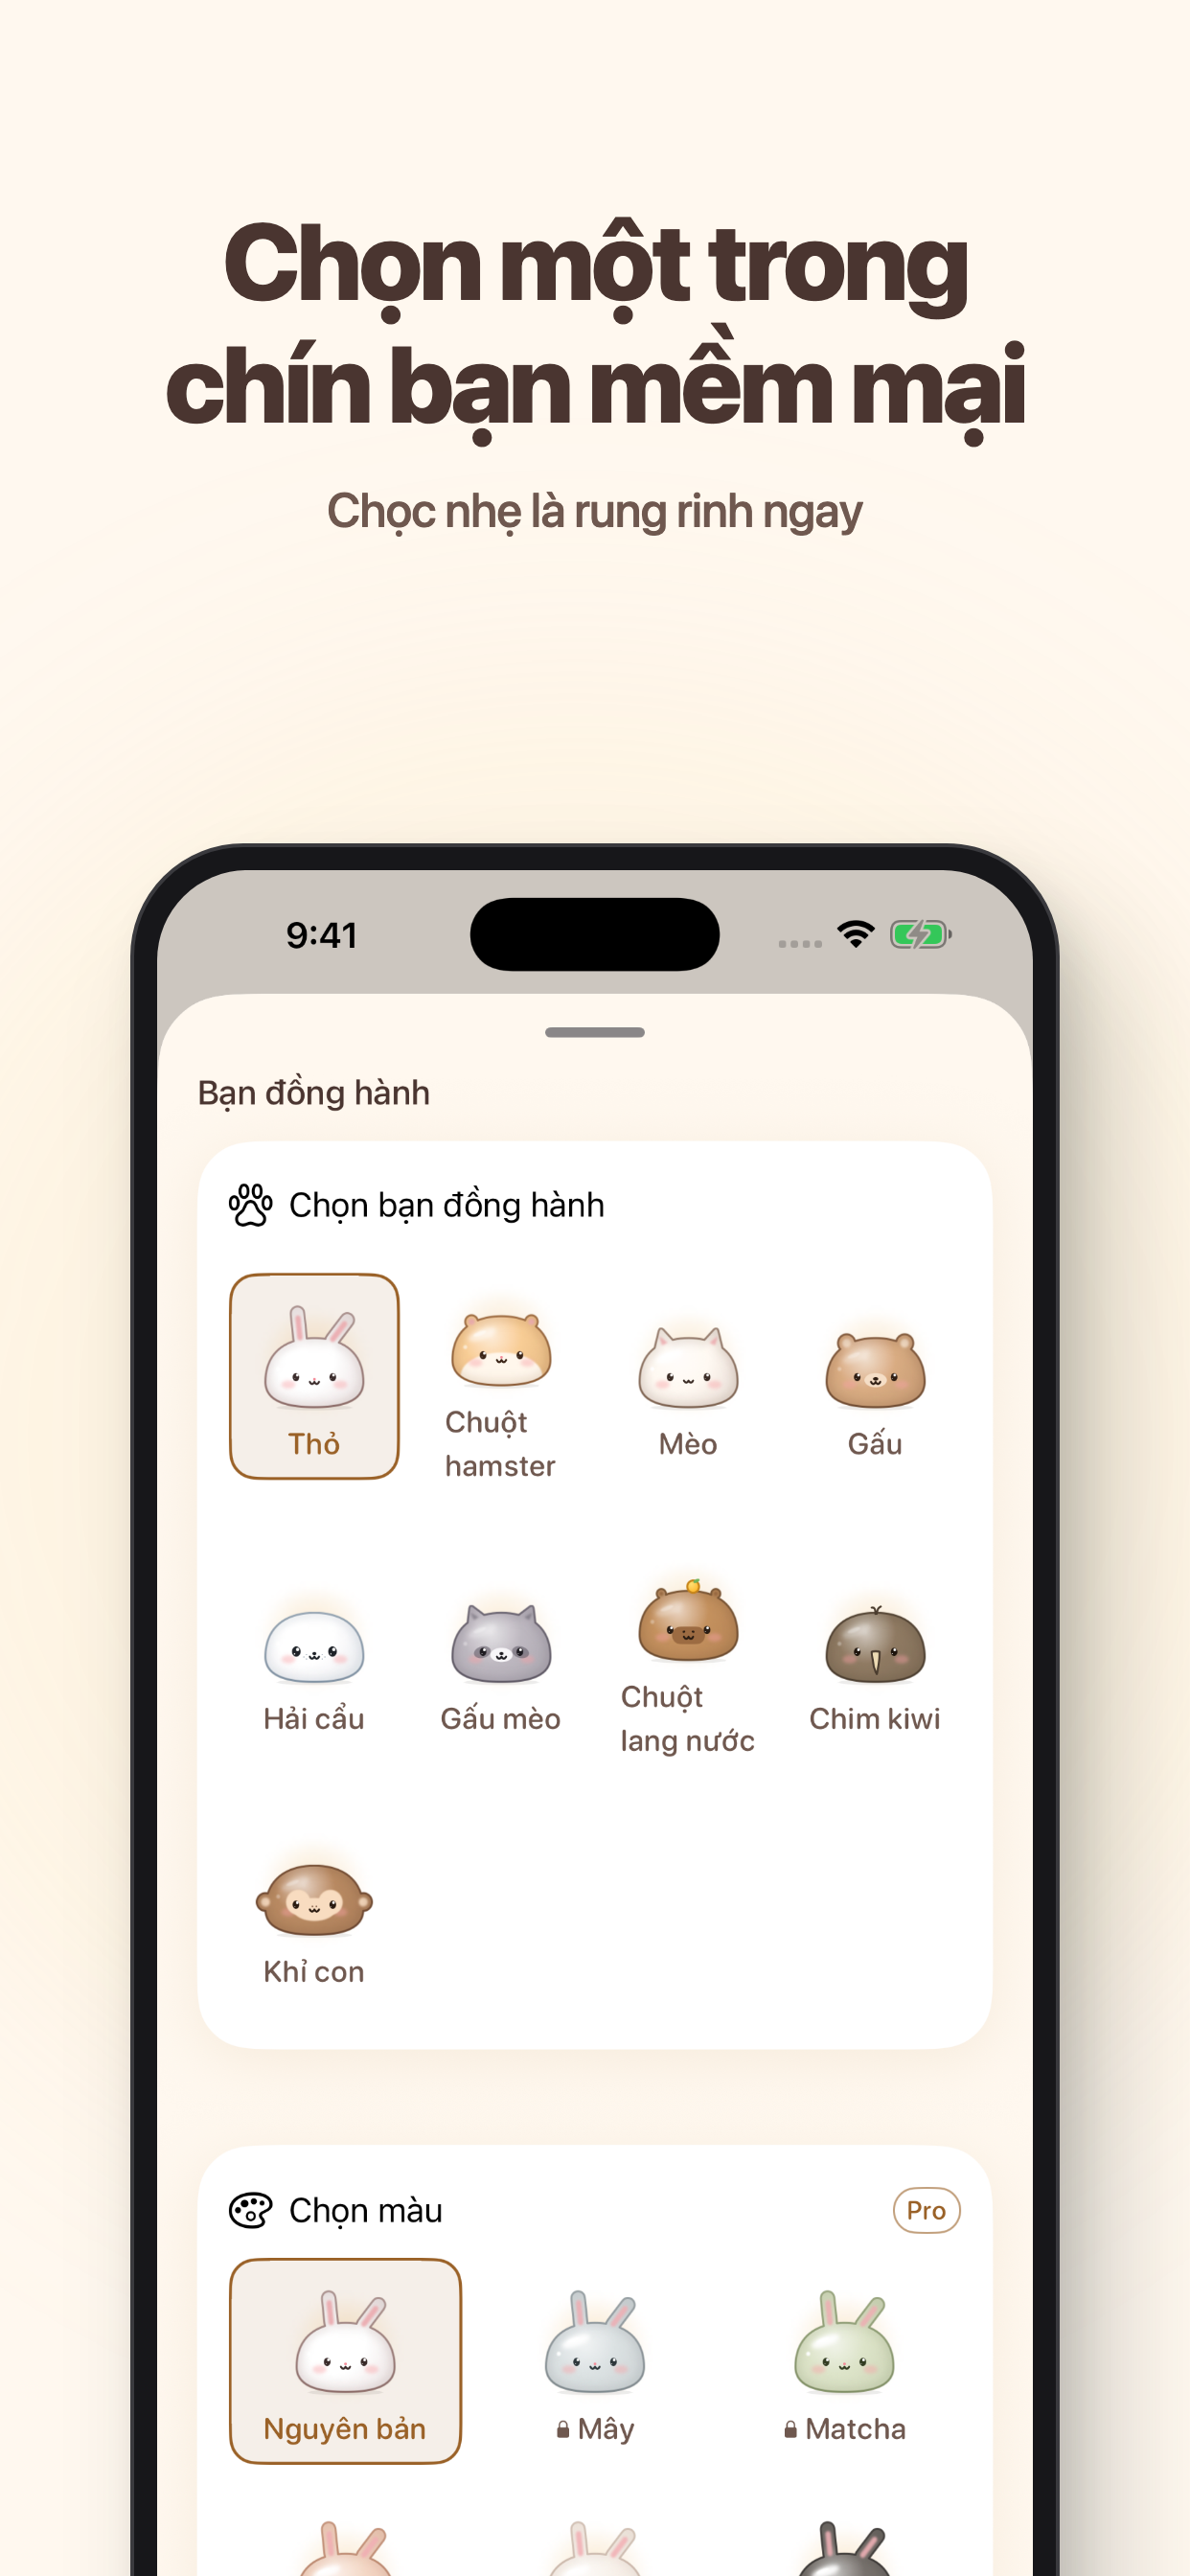 Chọn một trong
chín bạn mềm mại
Chọc nhẹ là rung rinh ngay
9:41
Bạn đồng hành
Chọn bạn đồng hành
Thỏ
Chuột
hamster
Mèo
Gấu
Hải cẩu
Gấu mèo
Chuột
lang nước
Chim kiwi
Khỉ con
Chọn màu
Pro
Nguyên bản
Mây
Matcha